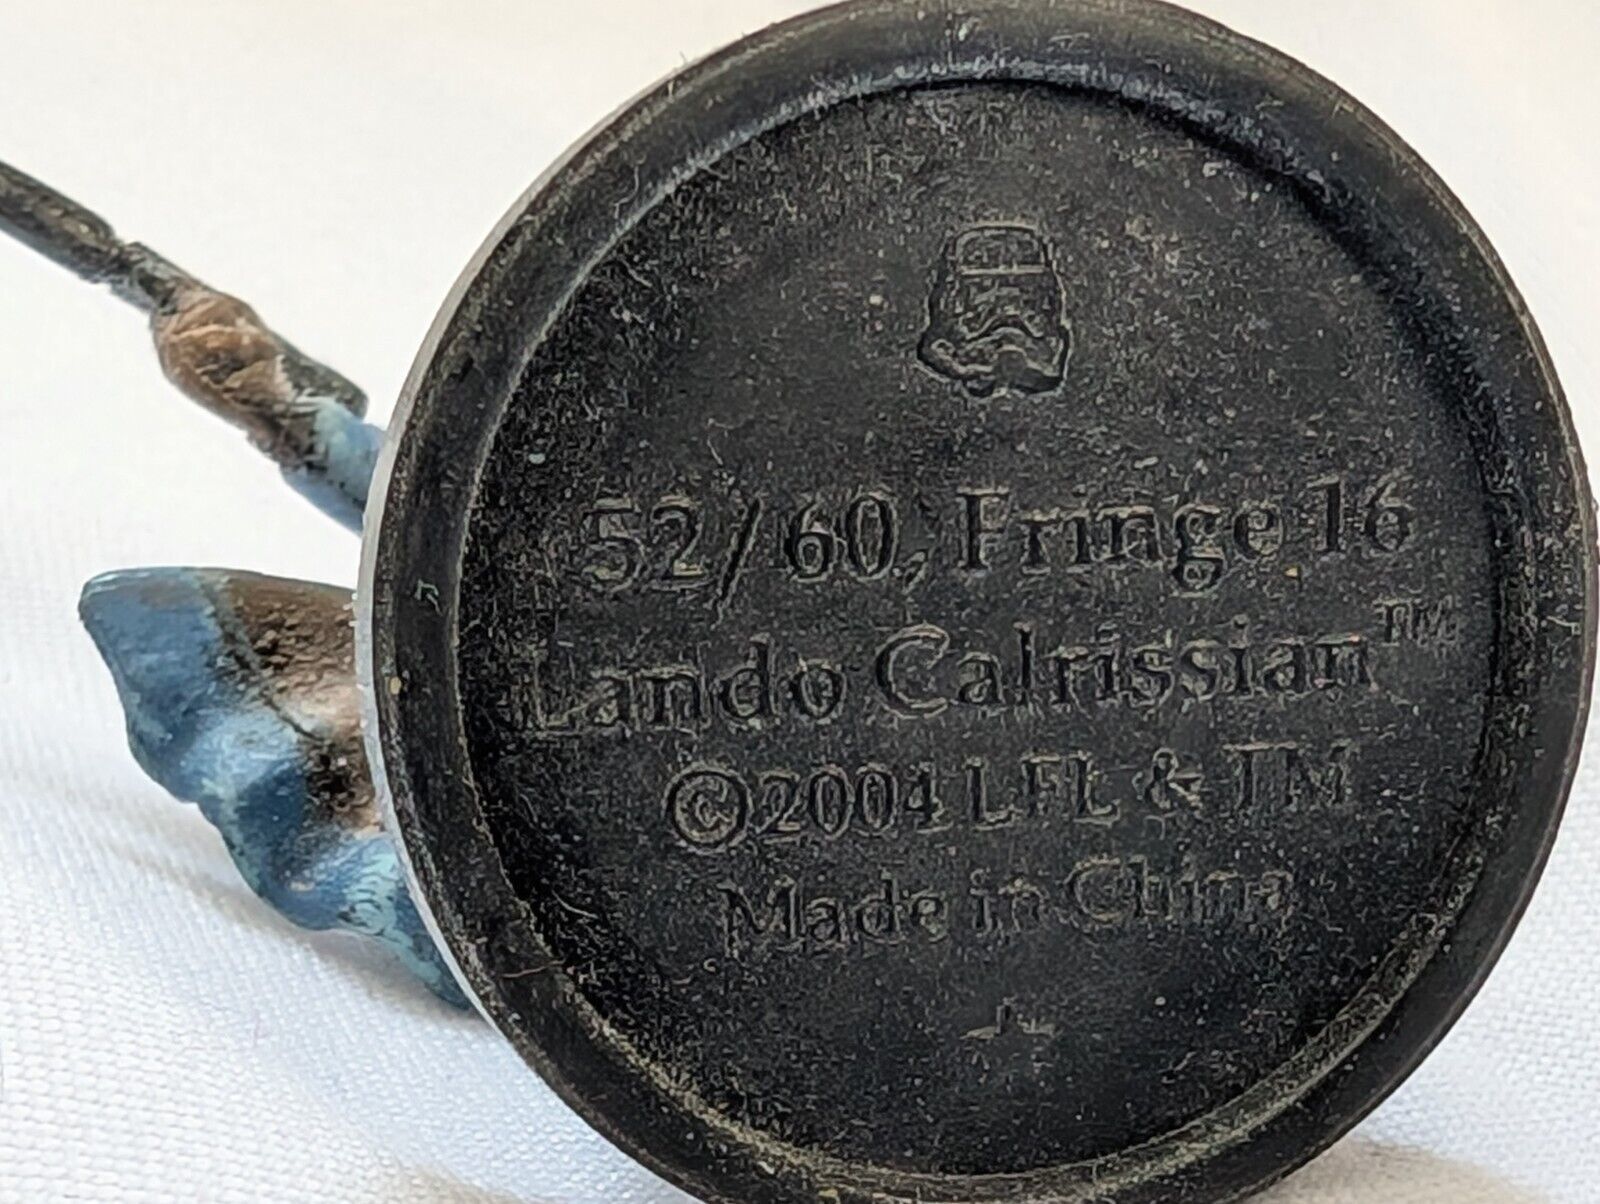 52/60, Fringe 16
Lando Calrissian™
©2004 LFL & TM
Made in China